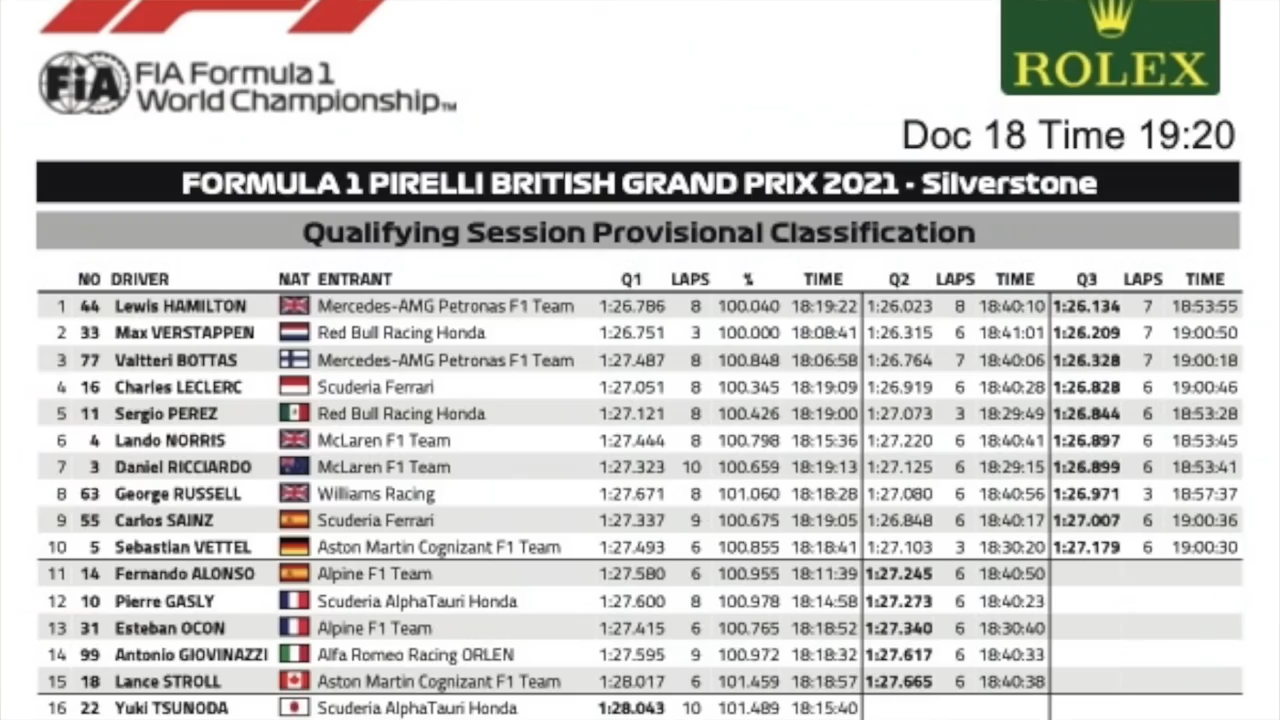 FIA FIA Formula 1
World Championship™
ROLEX
Doc 18 Time 19:20
FORMULA 1 PIRELLI BRITISH GRAND PRIX 2021 - Silverstone
Qualifying Session Provisional Classification
NO DRIVER NAT ENTRANT Q1 LAPS % TIME Q2 LAPS TIME Q3 LAPS TIME
1 44 Lewis HAMILTON Mercedes-AMG Petronas F1 Team 1:26.786 8 100.040 18:19:22 1:26.023 8 18:40:10 1:26.134 7 18:53:55
2 33 Max VERSTAPPEN Red Bull Racing Honda 1:26.751 3 100.000 18:08:41 1:26.315 6 18:41:01 1:26.209 7 19:00:50
3 77 Valtteri BOTTAS Mercedes-AMG Petronas F1 Team 1:27.487 8 100.848 18:06:58 1:26.764 7 18:40:06 1:26.328 7 19:00:18
4 16 Charles LECLERC Scuderia Ferrari 1:27.051 8 100.345 18:19:09 1:26.919 6 18:40:28 1:26.828 6 19:00:46
5 11 Sergio PEREZ Red Bull Racing Honda 1:27.121 8 100.426 18:19:00 1:27.073 3 18:29:49 1:26.844 6 18:53:28
6 4 Lando NORRIS McLaren F1 Team 1:27.444 8 100.798 18:15:36 1:27.220 6 18:40:41 1:26.897 6 18:53:45
7 3 Daniel RICCIARDO McLaren F1 Team 1:27.323 10 100.659 18:19:13 1:27.125 6 18:29:15 1:26.899 6 18:53:41
8 63 George RUSSELL Williams Racing 1:27.671 8 101.060 18:18:28 1:27.080 6 18:40:56 1:26.971 3 18:57:37
9 55 Carlos SAINZ Scuderia Ferrari 1:27.337 9 100.675 18:19:05 1:26.848 6 18:40:17 1:27.007 6 19:00:36
10 5 Sebastian VETTEL Aston Martin Cognizant F1 Team 1:27.493 6 100.855 18:18:41 1:27.103 3 18:30:20 1:27.179 6 19:00:30
11 14 Fernando ALONSO Alpine F1 Team 1:27.580 6 100.955 18:11:39 1:27.245 6 18:40:50
12 10 Pierre GASLY Scuderia AlphaTauri Honda 1:27.600 8 100.978 18:14:58 1:27.273 6 18:40:23
13 31 Esteban OCON Alpine F1 Team 1:27.415 6 100.765 18:18:52 1:27.340 6 18:30:40
14 99 Antonio GIOVINAZZI Alfa Romeo Racing ORLEN 1:27.595 9 100.972 18:18:32 1:27.617 6 18:40:33
15 18 Lance STROLL Aston Martin Cognizant F1 Team 1:28.017 6 101.459 18:18:57 1:27.665 6 18:40:38
16 22 Yuki TSUNODA Scuderia AlphaTauri Honda 1:28.043 10 101.489 18:15:40